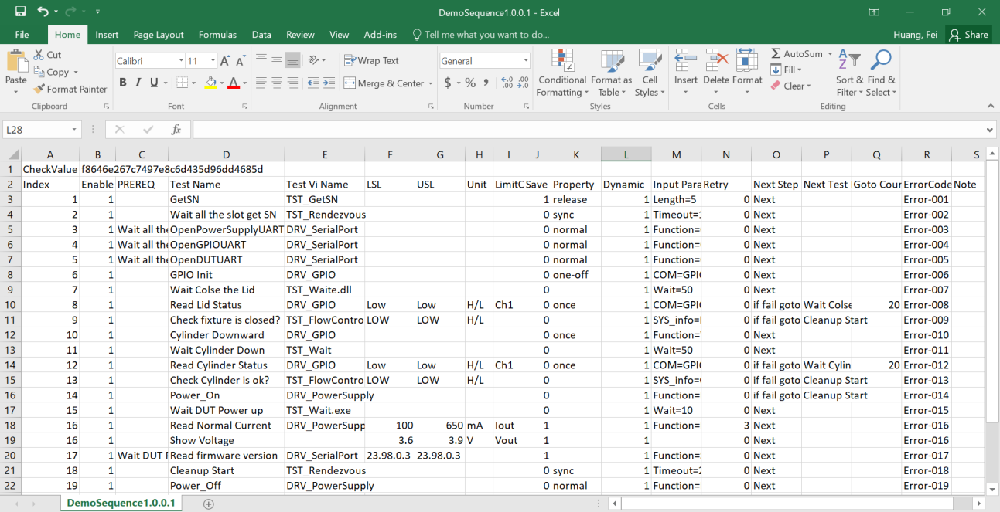 DemoSequence1.0.0.1 - Excel
File Home Insert Page Layout Formulas Data Review View Add-ins Tell me what you want to do... Huang, Fei Share
Cut
Copy
Format Painter
Paste
Clipboard
Calibri 11 A A
B I U A
Font
Wrap Text
Merge & Center
Alignment
General
$ % ,
Number
Conditional Formatting
Format as Table
Cell Styles
Styles
Insert Delete Format
Cells
AutoSum
Fill
Clear
Sort & Filter
Find & Select
Editing
L28 fx
A B C D E F G H I J K L M N O P Q R S
1 CheckValue f8646e267c7497e8c6d435d96dd4685d
2 Index Enable PREREQ Test Name Test Vi Name LSL USL Unit LimitC Save Property Dynamic Input Para Retry Next Step Next Test Goto Cour ErrorCode Note
3 1 1 GetSN TST_GetSN 1 release 1 Length=5 0 Next Error-001
4 2 1 Wait all the slot get SN TST_Rendezvous 0 sync 1 Timeout=1 0 Next Error-002
5 3 1 Wait all the OpenPowerSupplyUART DRV_SerialPort 0 normal 1 Function= 0 Next Error-003
6 4 1 Wait all the OpenGPIOUART DRV_SerialPort 0 normal 1 Function= 0 Next Error-004
7 5 1 Wait all the OpenDUTUART DRV_SerialPort 0 normal 1 Function= 0 Next Error-005
8 6 1 GPIO Init DRV_GPIO 0 one-off 1 COM=GPI 0 Next Error-006
9 7 1 Wait Colse the Lid TST_Waite.dll 0 1 Wait=50 0 Next Error-007
10 8 1 Read Lid Status DRV_GPIO Low Low H/L Ch1 0 once 1 COM=GPI 0 if fail goto Wait Colse 20 Error-008
11 9 1 Check fixture is closed? TST_FlowContro LOW LOW H/L 0 1 SYS_info= 0 if fail goto Cleanup Start Error-009
12 10 1 Cylinder Downward DRV_GPIO 0 once 1 Function= 0 Next Error-010
13 11 1 Wait Cylinder Down TST_Wait 0 1 Wait=50 0 Next Error-011
14 12 1 Read Cylinder Status DRV_GPIO Low Low H/L Ch1 0 once 1 COM=GPI 0 if fail goto Wait Cylin 20 Error-012
15 13 1 Check Cylinder is ok? TST_FlowContro LOW LOW H/L 0 1 SYS_info= 0 if fail goto Cleanup Start Error-013
16 14 1 Power_On DRV_PowerSupply 0 1 Function= 0 if fail goto Cleanup Start Error-014
17 15 1 Wait DUT Power up TST_Wait.exe 0 1 Wait=10 0 Next Error-015
18 16 1 Read Normal Current DRV_PowerSupp 100 650 mA Iout 1 1 Function= 3 Next Error-016
19 16 1 Show Voltage 3.6 3.9 V Vout 1 1 0 Next Error-016
20 17 1 Wait DUT Read firmware version DRV_SerialPort 23.98.0.3 23.98.0.3 1 1 Function= 0 Next Error-017
21 18 1 Cleanup Start TST_Rendezvous 0 sync 1 Timeout=2 0 Next Error-018
22 19 1 Power_Off DRV_PowerSupply 0 normal 1 Function= 0 Next Error-019
DemoSequence1.0.0.1